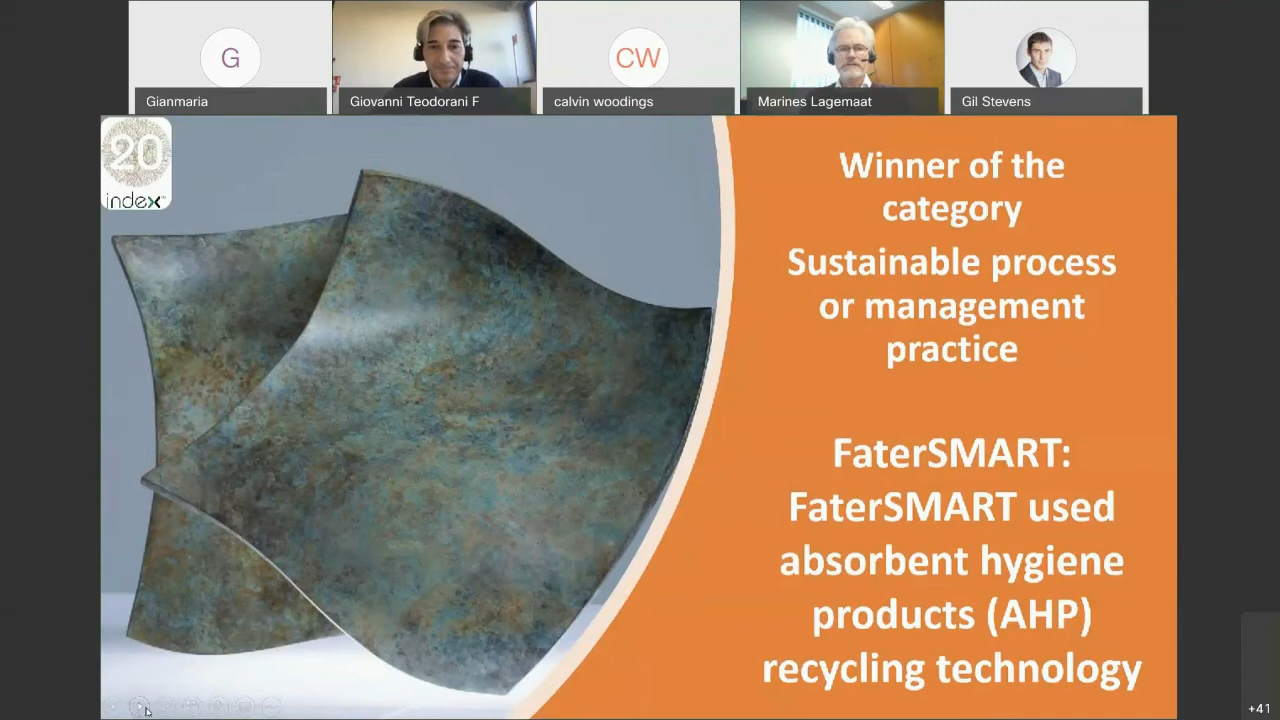 G
CW
Gianmaria
Giovanni Teodorani F
calvin woodings
Marines Lagemaat
Gil Stevens
20
index™
Winner of the
category
Sustainable process
or management
practice
FaterSMART:
FaterSMART used
absorbent hygiene
products (AHP)
recycling technology
+41